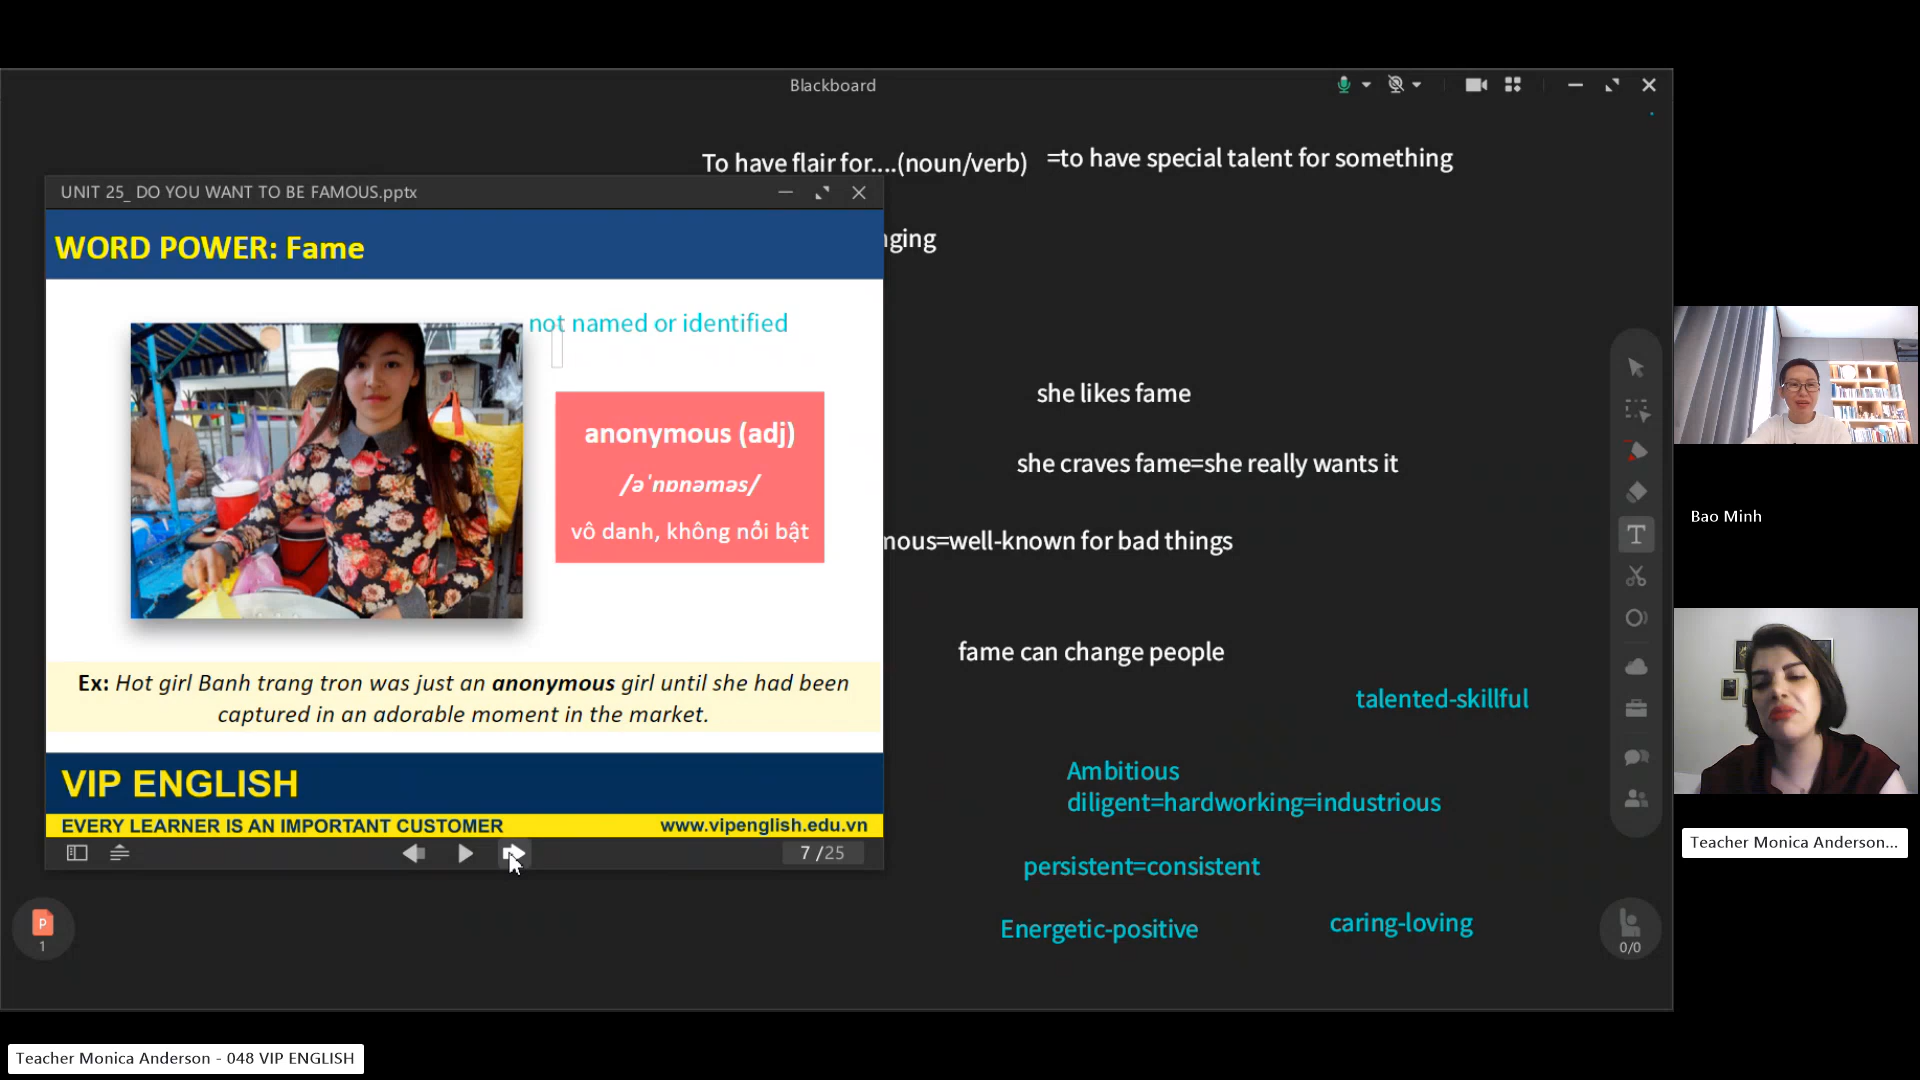 Blackboard
To have flair for....(noun/verb) =to have special talent for something
UNIT 25_ DO YOU WANT TO BE FAMOUS.pptx
WORD POWER: Fame
nging
not named or identified
anonymous (adj)
/əˈnɒnəməs/
vô danh, không nổi bật
she likes fame
she craves fame=she really wants it
mous=well-known for bad things
fame can change people
Ex: Hot girl Banh trang tron was just an anonymous girl until she had been
captured in an adorable moment in the market.
talented-skillful
VIP ENGLISH
Ambitious
diligent=hardworking=industrious
EVERY LEARNER IS AN IMPORTANT CUSTOMER
www.vipenglish.edu.vn
7 /25
persistent=consistent
Energetic-positive
caring-loving
P
1
0/0
T
Bao Minh
Teacher Monica Anderson...
Teacher Monica Anderson - 048 VIP ENGLISH